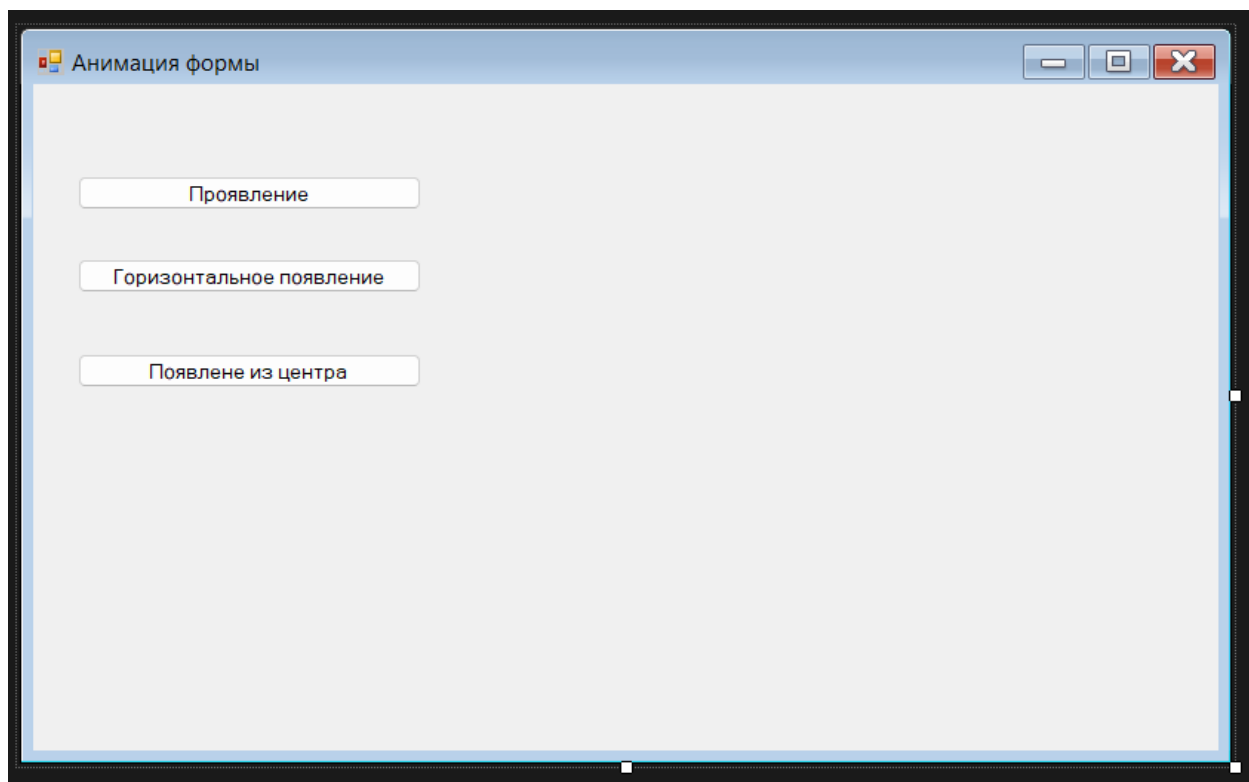 Анимация формы
Проявление
Горизонтальное появление
Появлене из центра